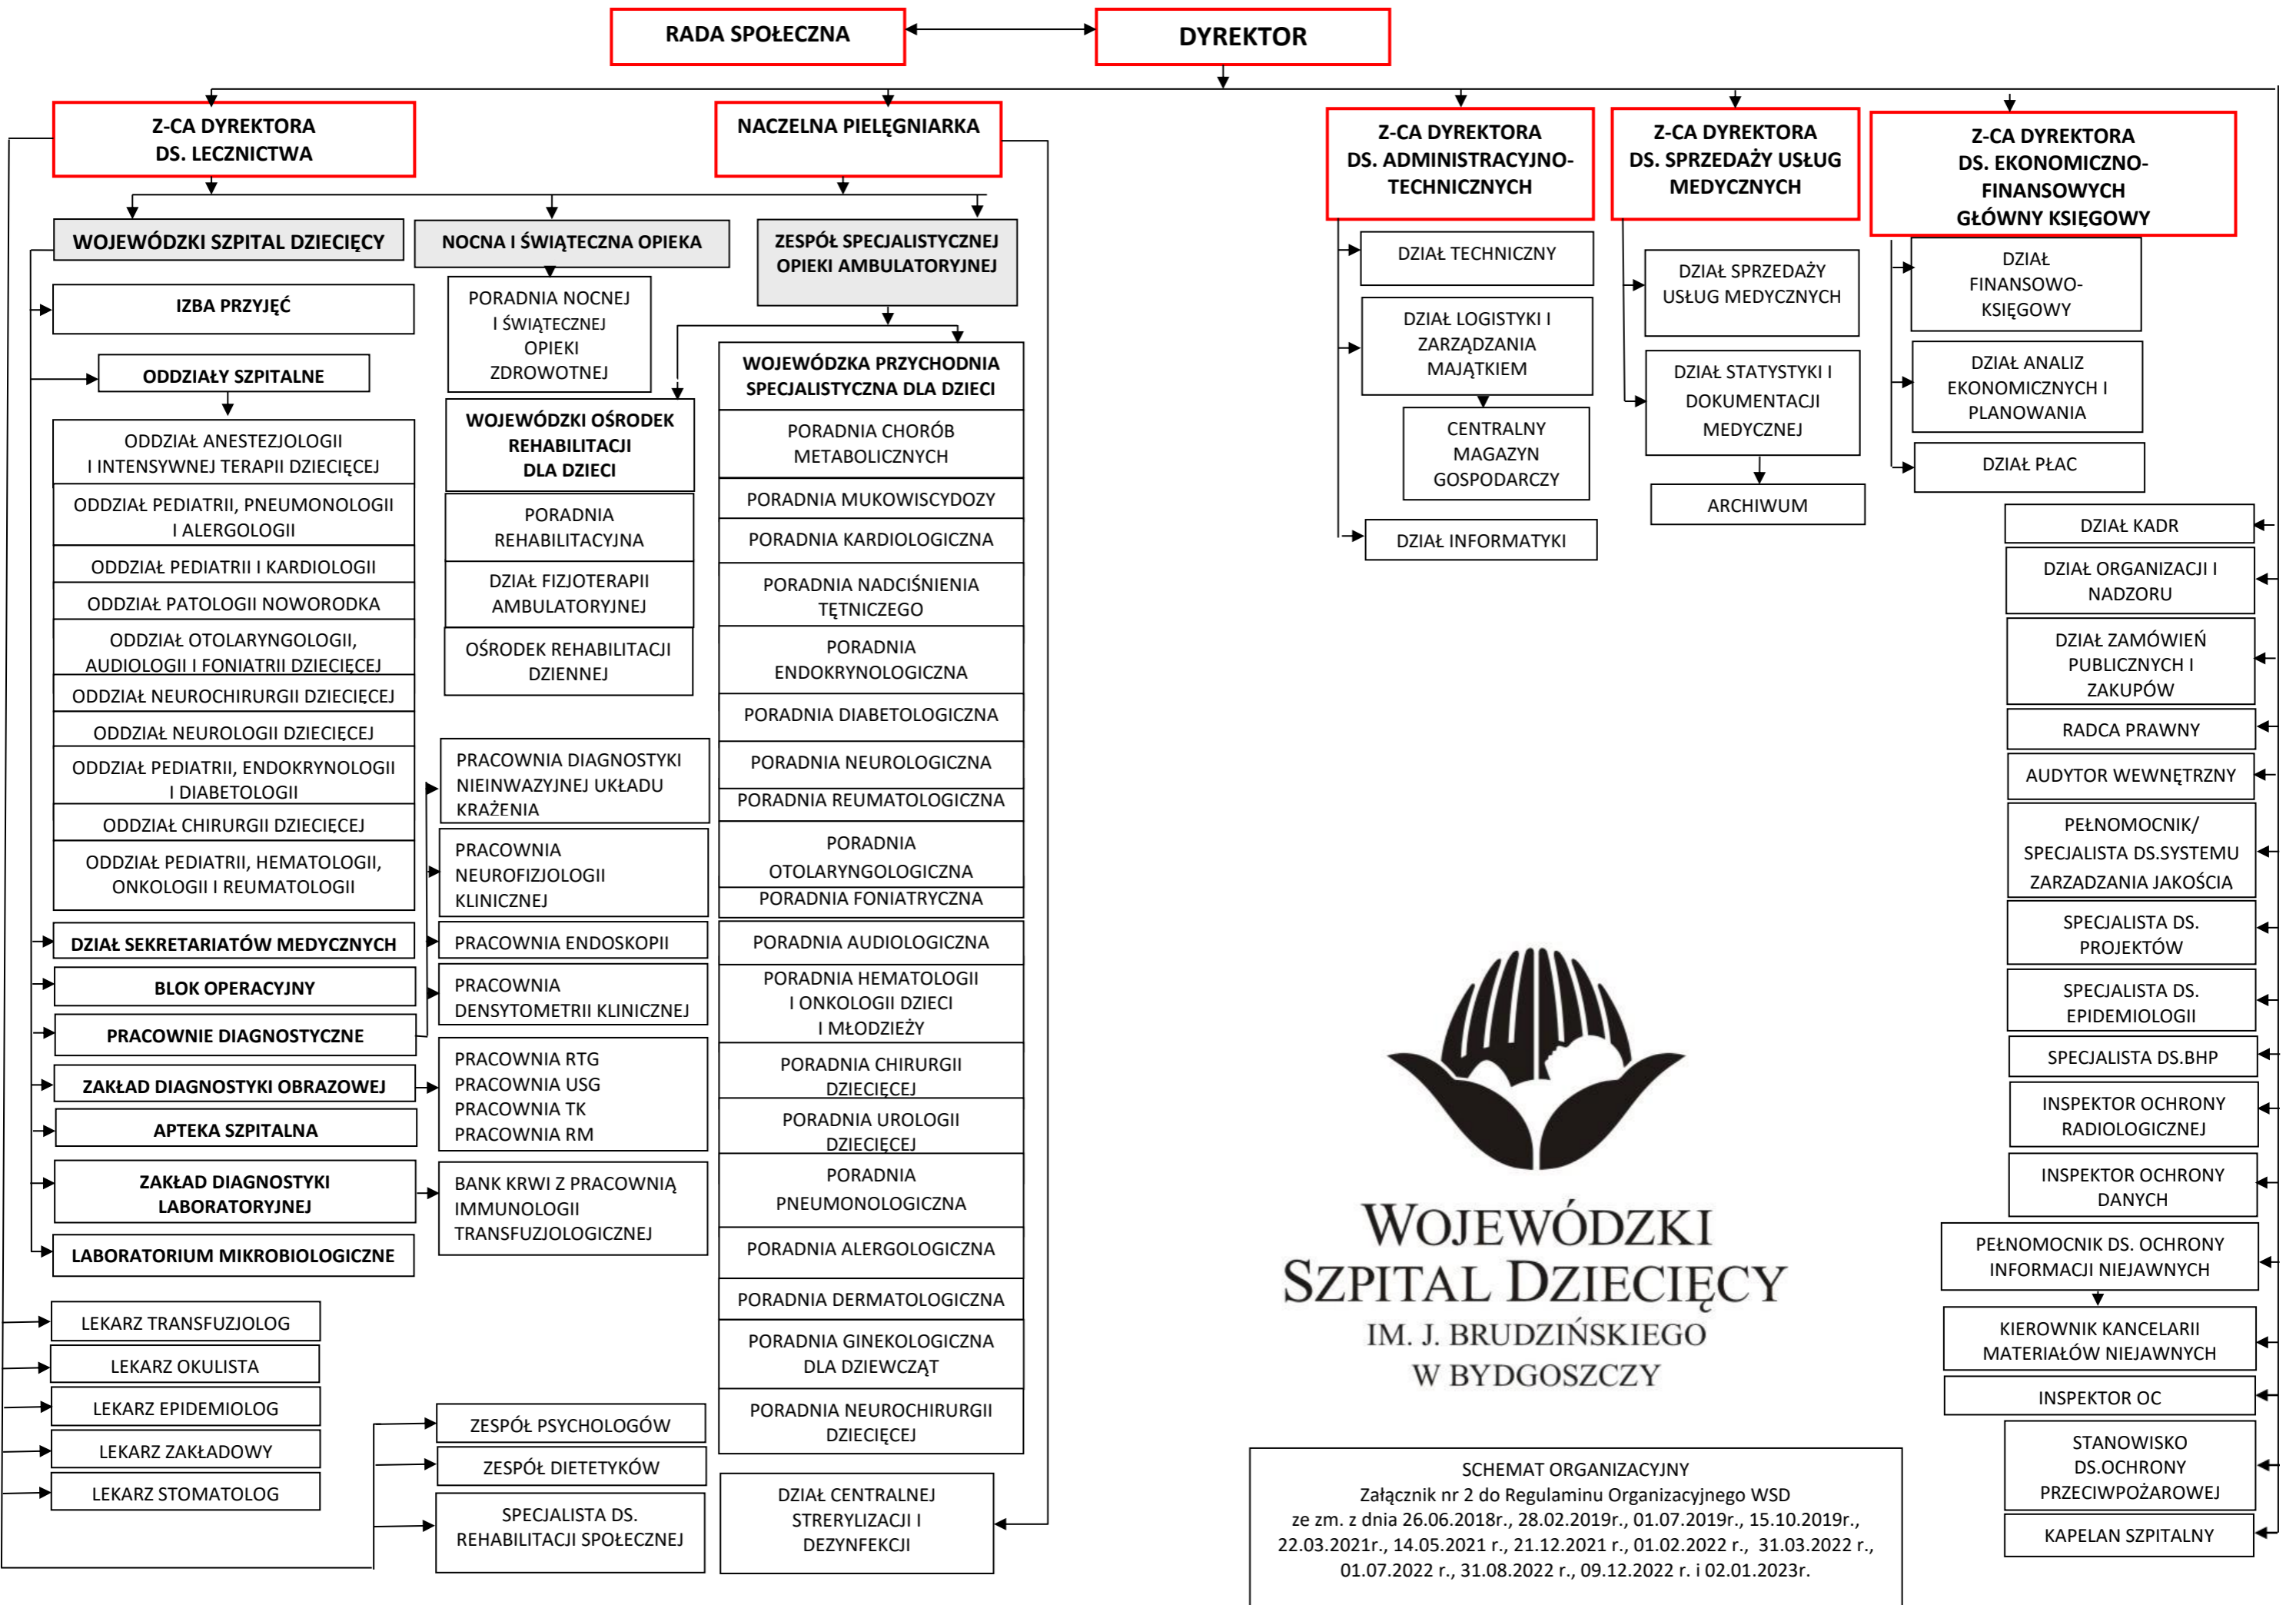 RADA SPOŁECZNA
DYREKTOR
Z-CA DYREKTORA
DS. LECZNICTWA
NACZELNA PIELĘGNIARKA
Z-CA DYREKTORA
DS. ADMINISTRACYJNO-
TECHNICZNYCH
Z-CA DYREKTORA
DS. SPRZEDAŻY USŁUG
MEDYCZNYCH
Z-CA DYREKTORA
DS. EKONOMICZNO-
FINANSOWYCH
GŁÓWNY KSIĘGOWY
WOJEWÓDZKI SZPITAL DZIECIĘCY
IZBA PRZYJĘĆ
ODDZIAŁY SZPITALNE
ODDZIAŁ ANESTEZJOLOGII
I INTENSYWNEJ TERAPII DZIECIĘCEJ
ODDZIAŁ PEDIATRII, PNEUMONOLOGII
I ALERGOLOGII
ODDZIAŁ PEDIATRII I KARDIOLOGII
ODDZIAŁ PATOLOGII NOWORODKA
ODDZIAŁ OTOLARYNGOLOGII,
AUDIOLOGII I FONIATRII DZIECIĘCEJ
ODDZIAŁ NEUROCHIRURGII DZIECIĘCEJ
ODDZIAŁ NEUROLOGII DZIECIĘCEJ
ODDZIAŁ PEDIATRII, ENDOKRYNOLOGII
I DIABETOLOGII
ODDZIAŁ CHIRURGII DZIECIĘCEJ
ODDZIAŁ PEDIATRII, HEMATOLOGII,
ONKOLOGII I REUMATOLOGII
DZIAŁ SEKRETARIATÓW MEDYCZNYCH
BLOK OPERACYJNY
PRACOWNIE DIAGNOSTYCZNE
ZAKŁAD DIAGNOSTYKI OBRAZOWEJ
APTEKA SZPITALNA
ZAKŁAD DIAGNOSTYKI
LABORATORYJNEJ
LABORATORIUM MIKROBIOLOGICZNE
LEKARZ TRANSFUZJOLOG
LEKARZ OKULISTA
LEKARZ EPIDEMIOLOG
LEKARZ ZAKŁADOWY
LEKARZ STOMATOLOG
NOCNA I ŚWIĄTECZNA OPIEKA
PORADNIA NOCNEJ
I ŚWIĄTECZNEJ
OPIEKI
ZDROWOTNEJ
WOJEWÓDZKI OŚRODEK
REHABILITACJI
DLA DZIECI
PORADNIA
REHABILITACYJNA
DZIAŁ FIZJOTERAPII
AMBULATORYJNEJ
OŚRODEK REHABILITACJI
DZIENNEJ
PRACOWNIA DIAGNOSTYKI
NIEINWAZYJNEJ UKŁADU
KRĄŻENIA
PRACOWNIA
NEUROFIZJOLOGII
KLINICZNEJ
PRACOWNIA ENDOSKOPII
PRACOWNIA
DENSYTOMETRII KLINICZNEJ
PRACOWNIA RTG
PRACOWNIA USG
PRACOWNIA TK
PRACOWNIA RM
BANK KRWI Z PRACOWNIĄ
IMMUNOLOGII
TRANSFUZJOLOGICZNEJ
ZESPÓŁ PSYCHOLOGÓW
ZESPÓŁ DIETETYKÓW
SPECJALISTA DS.
REHABILITACJI SPOŁECZNEJ
ZESPÓŁ SPECJALISTYCZNEJ
OPIEKI AMBULATORYJNEJ
WOJEWÓDZKA PRZYCHODNIA
SPECJALISTYCZNA DLA DZIECI
PORADNIA CHORÓB
METABOLICZNYCH
PORADNIA MUKOWISCYDOZY
PORADNIA KARDIOLOGICZNA
PORADNIA NADCIŚNIENIA
TĘTNICZEGO
PORADNIA
ENDOKRYNOLOGICZNA
PORADNIA DIABETOLOGICZNA
PORADNIA NEUROLOGICZNA
PORADNIA REUMATOLOGICZNA
PORADNIA
OTOLARYNGOLOGICZNA
PORADNIA FONIATRYCZNA
PORADNIA AUDIOLOGICZNA
PORADNIA HEMATOLOGII
I ONKOLOGII DZIECI
I MŁODZIEŻY
PORADNIA CHIRURGII
DZIECIĘCEJ
PORADNIA UROLOGII
DZIECIĘCEJ
PORADNIA
PNEUMONOLOGICZNA
PORADNIA ALERGOLOGICZNA
PORADNIA DERMATOLOGICZNA
PORADNIA GINEKOLOGICZNA
DLA DZIEWCZĄT
PORADNIA NEUROCHIRURGII
DZIECIĘCEJ
DZIAŁ CENTRALNEJ
STRERYLIZACJI I
DEZYNFEKCJI
DZIAŁ TECHNICZNY
DZIAŁ LOGISTYKI I
ZARZĄDZANIA
MAJĄTKIEM
CENTRALNY
MAGAZYN
GOSPODARCZY
DZIAŁ INFORMATYKI
DZIAŁ SPRZEDAŻY
USŁUG MEDYCZNYCH
DZIAŁ STATYSTYKI I
DOKUMENTACJI
MEDYCZNEJ
ARCHIWUM
DZIAŁ
FINANSOWO-
KSIĘGOWY
DZIAŁ ANALIZ
EKONOMICZNYCH I
PLANOWANIA
DZIAŁ PŁAC
DZIAŁ KADR
DZIAŁ ORGANIZACJI I
NADZORU
DZIAŁ ZAMÓWIEŃ
PUBLICZNYCH I
ZAKUPÓW
RADCA PRAWNY
AUDYTOR WEWNĘTRZNY
PEŁNOMOCNIK/
SPECJALISTA DS.SYSTEMU
ZARZĄDZANIA JAKOŚCIĄ
SPECJALISTA DS.
PROJEKTÓW
SPECJALISTA DS.
EPIDEMIOLOGII
SPECJALISTA DS.BHP
INSPEKTOR OCHRONY
RADIOLOGICZNEJ
INSPEKTOR OCHRONY
DANYCH
PEŁNOMOCNIK DS. OCHRONY
INFORMACJI NIEJAWNYCH
KIEROWNIK KANCELARII
MATERIAŁÓW NIEJAWNYCH
INSPEKTOR OC
STANOWISKO
DS.OCHRONY
PRZECIWPOŻAROWEJ
KAPELAN SZPITALNY
WOJEWÓDZKI
SZPITAL DZIECIĘCY
IM. J. BRUDZIŃSKIEGO
W BYDGOSZCZY
SCHEMAT ORGANIZACYJNY
Załącznik nr 2 do Regulaminu Organizacyjnego WSD
ze zm. z dnia 26.06.2018r., 28.02.2019r., 01.07.2019r., 15.10.2019r.,
22.03.2021r., 14.05.2021 r., 21.12.2021 r., 01.02.2022 r., 31.03.2022 r.,
01.07.2022 r., 31.08.2022 r., 09.12.2022 r. i 02.01.2023r.